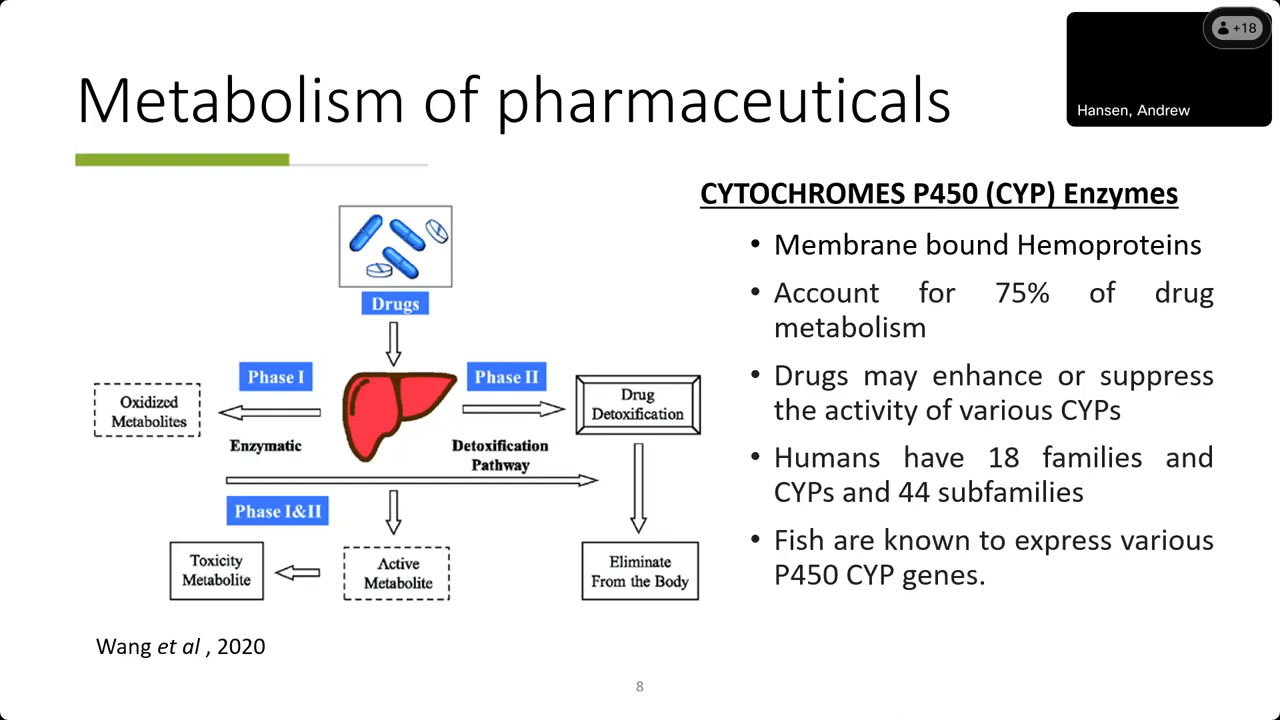 +18
Hansen, Andrew
Metabolism of pharmaceuticals
Drugs
Phase I
Phase II
Oxidized
Metabolites
Drug
Detoxification
Enzymatic
Detoxification
Pathway
Phase I&II
Toxicity
Metabolite
Active
Metabolite
Eliminate
From the Body
Wang et al , 2020
CYTOCHROMES P450 (CYP) Enzymes
• Membrane bound Hemoproteins
• Account for 75% of drug
metabolism
• Drugs may enhance or suppress
the activity of various CYPs
• Humans have 18 families and
CYPs and 44 subfamilies
• Fish are known to express various
P450 CYP genes.
8